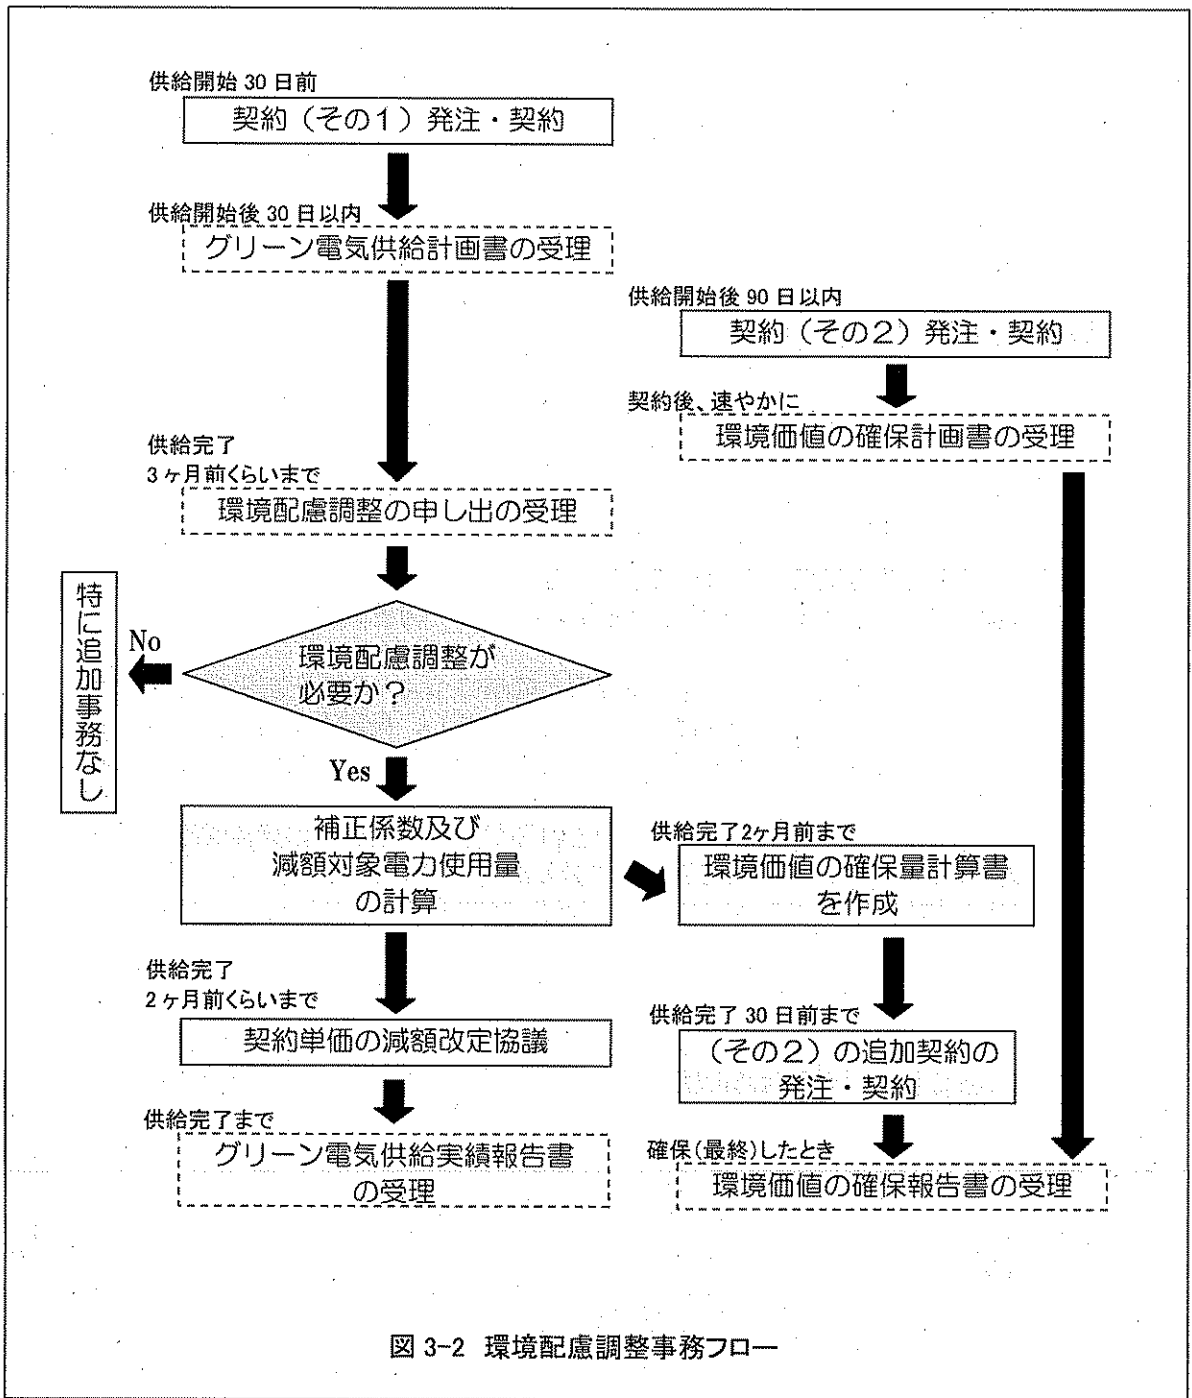 供給開始 30 日前
契約（その１）発注・契約
供給開始後 30 日以内
グリーン電気供給計画書の受理
供給開始後 90 日以内
契約（その２）発注・契約
契約後、速やかに
環境価値の確保計画書の受理
供給完了
3ヶ月前くらいまで
環境配慮調整の申し出の受理
環境配慮調整が
必要か？
No
特に追加事務なし
Yes
補正係数及び
減額対象電力使用量
の計算
供給完了2ヶ月前まで
環境価値の確保量計算書
を作成
供給完了
2ヶ月前くらいまで
契約単価の減額改定協議
供給完了 30 日前まで
（その２）の追加契約の
発注・契約
供給完了まで
グリーン電気供給実績報告書
の受理
確保(最終)したとき
環境価値の確保報告書の受理
図 3-2 環境配慮調整事務フロー